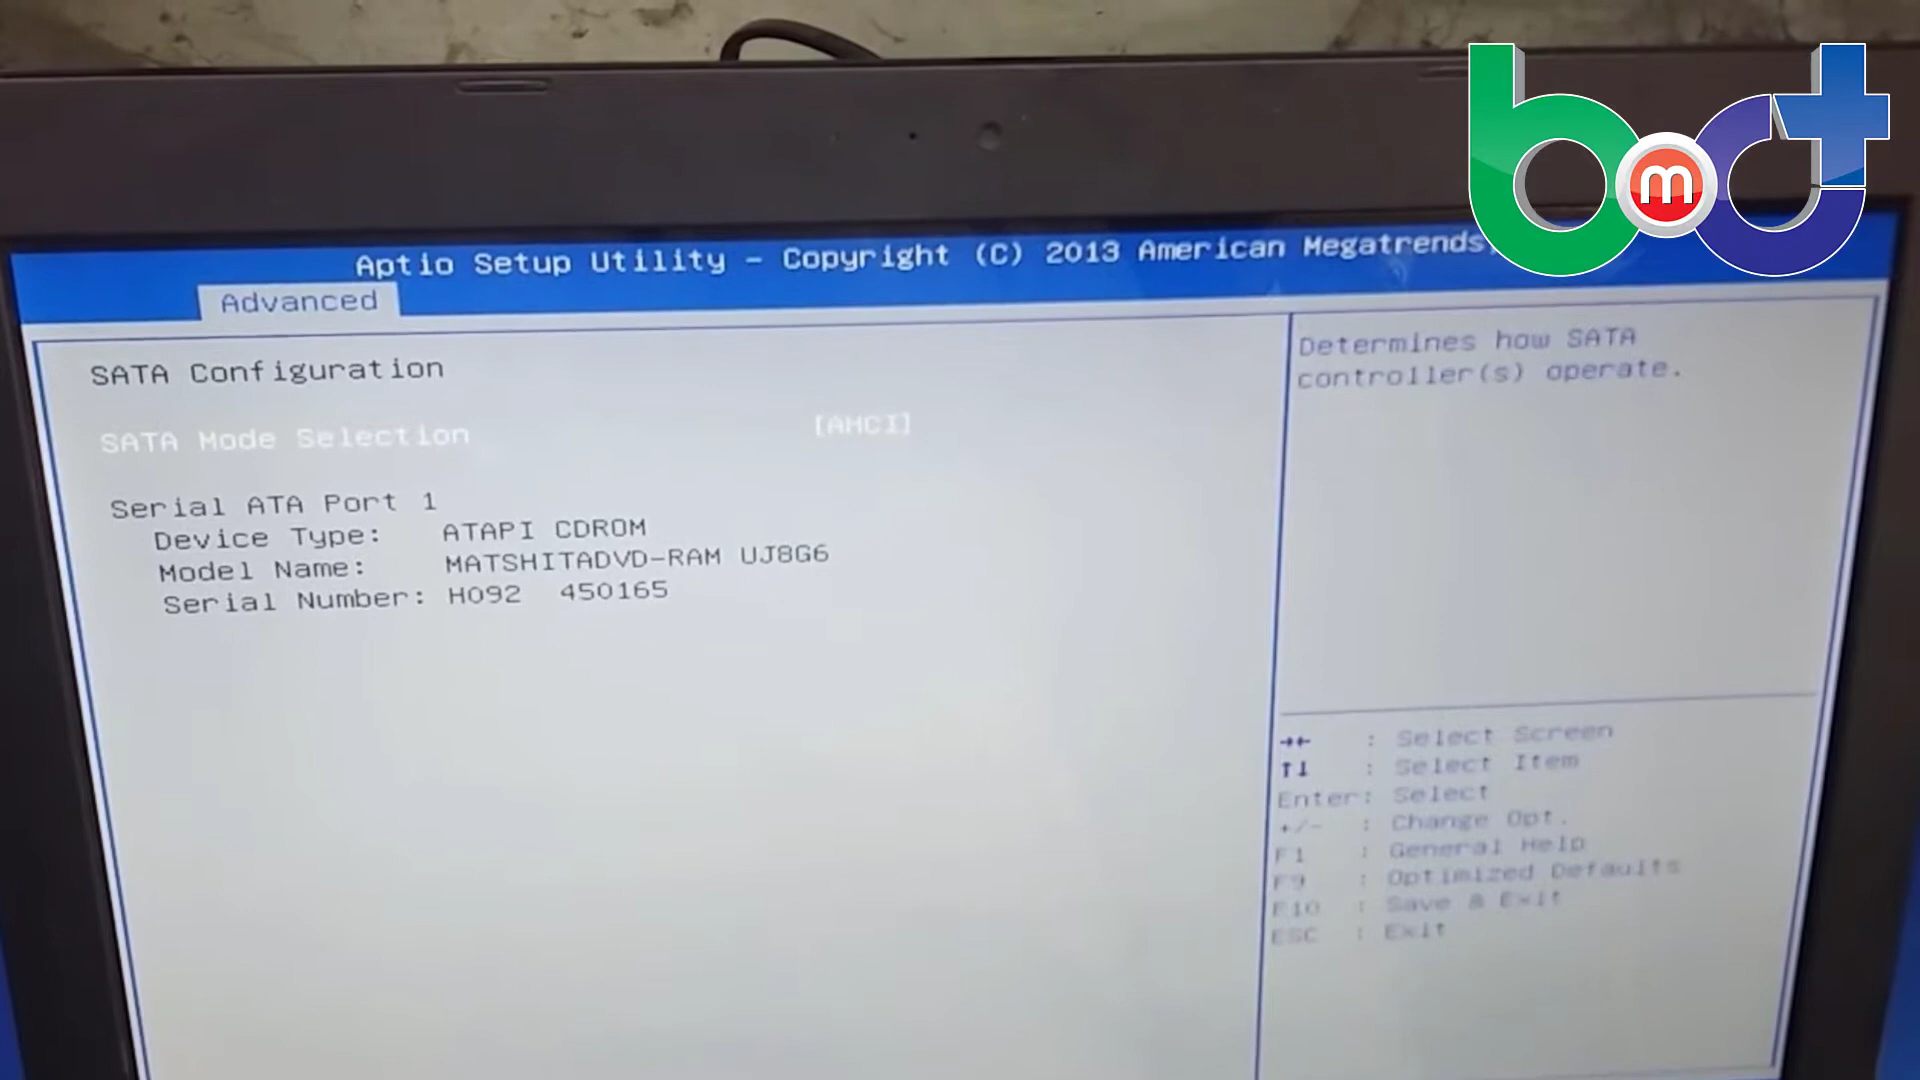 bmdt
Aptio Setup Utility – Copyright (C) 2013 American Megatrends,
Advanced
SATA Configuration
SATA Mode Selection [AHCI]
Serial ATA Port 1
Device Type: ATAPI CDROM
Model Name: MATSHITADVD-RAM UJ8G6
Serial Number: HO92 450165
Determines how SATA
controller(s) operate.
→← : Select Screen
↑↓ : Select Item
Enter: Select
+/- : Change Opt.
F1 : General Help
F9 : Optimized Defaults
F10 : Save & Exit
ESC : Exit